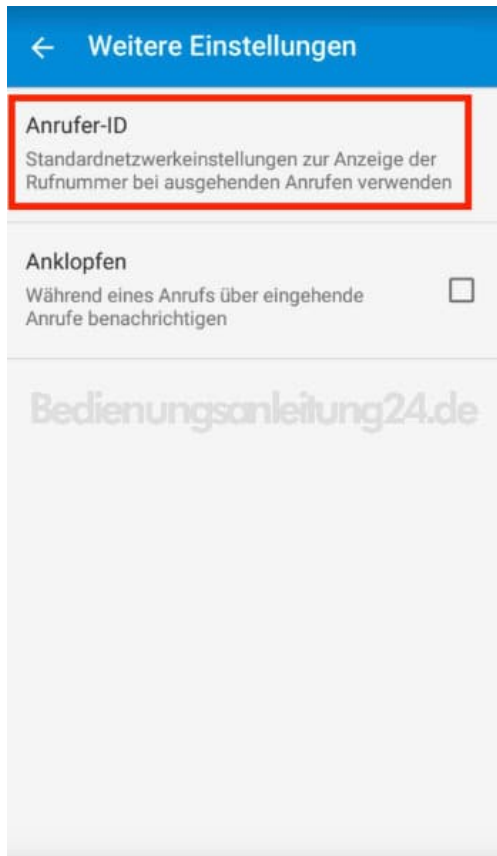 Weitere Einstellungen
Anrufer-ID
Standardnetzwerkeinstellungen zur Anzeige der
Rufnummer bei ausgehenden Anrufen verwenden
Anklopfen
Während eines Anrufs über eingehende
Anrufe benachrichtigen
Bedienungsanleitung24.de